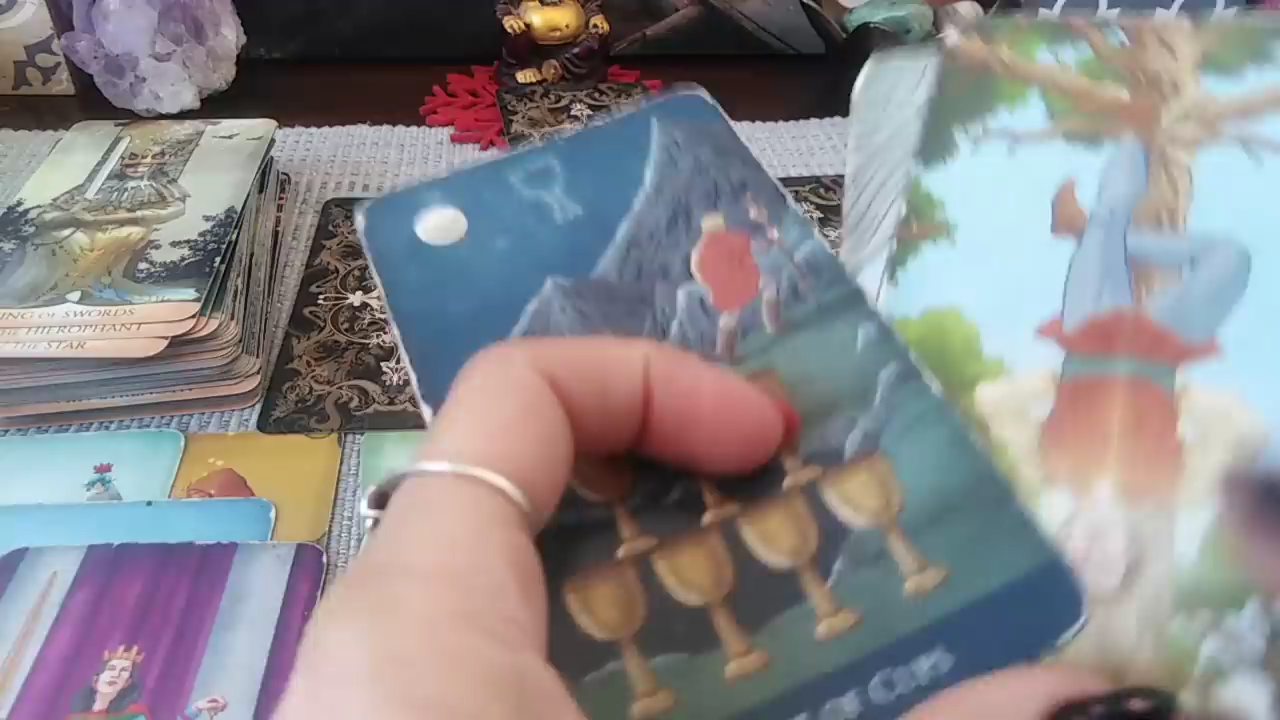 KING OF SWORDS
THE HIEROPHANT
THE STAR
OF CUPS